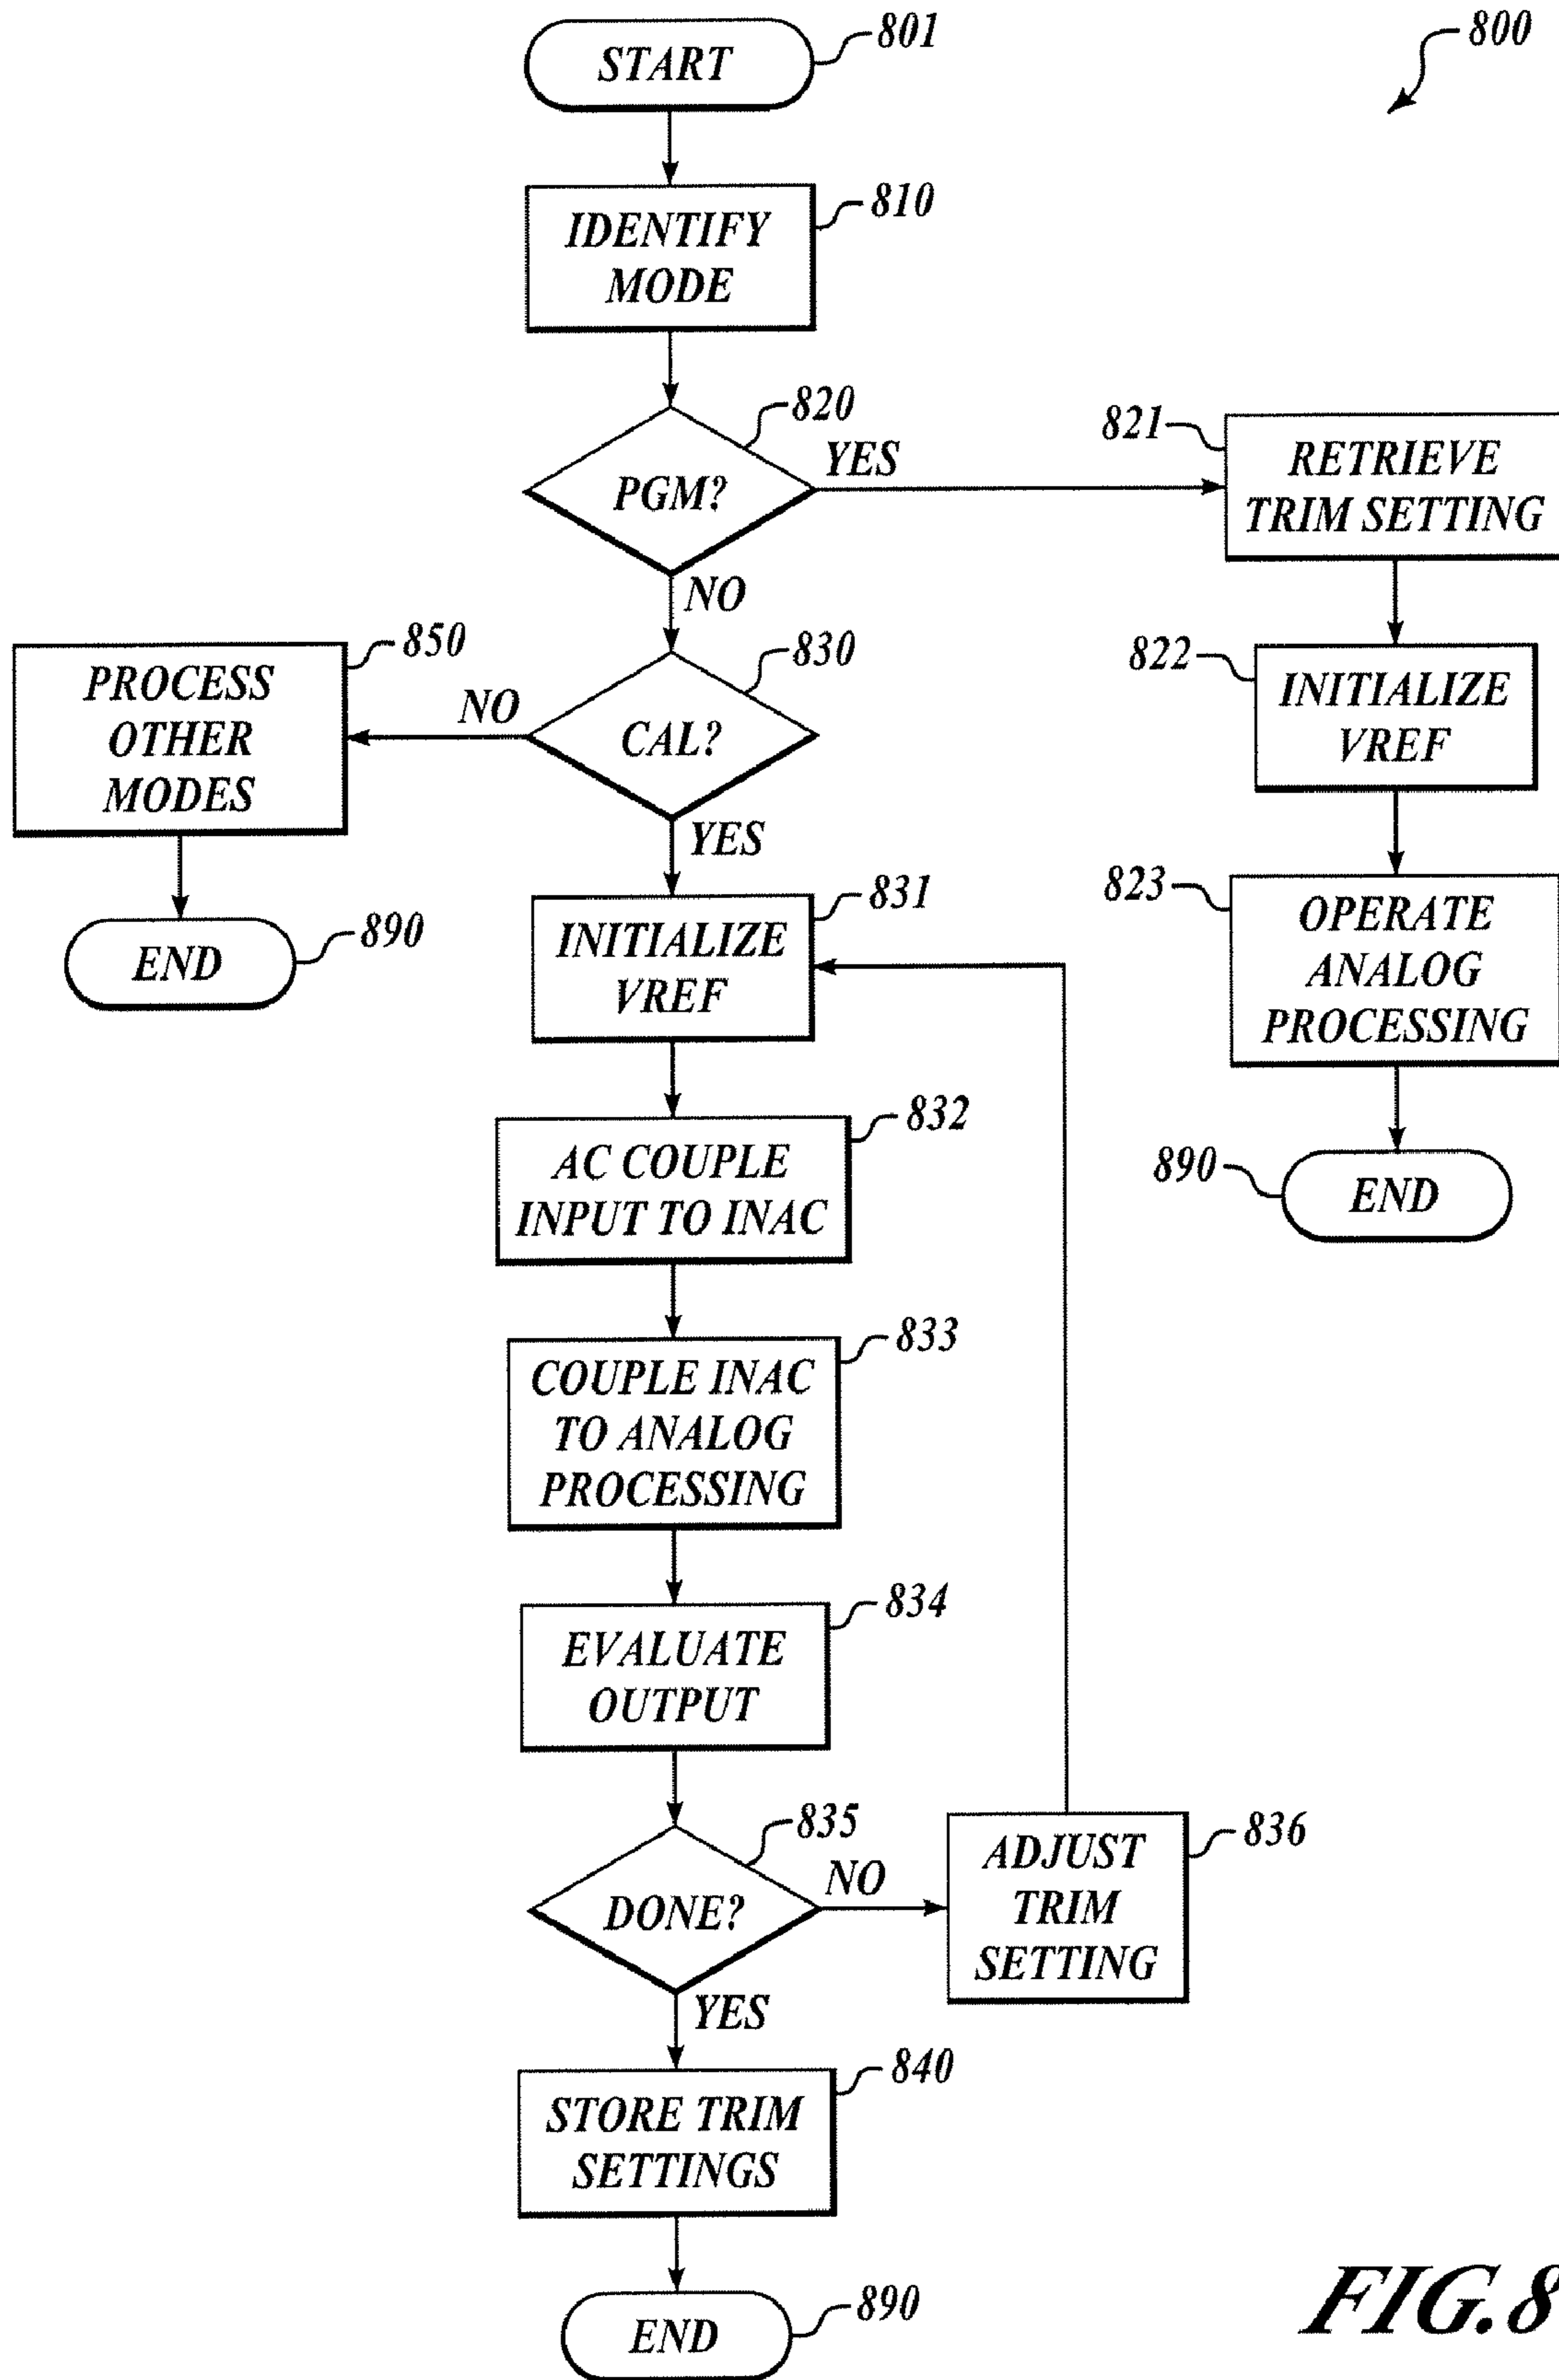 START
801
800
IDENTIFY
MODE
810
PGM?
820
YES
NO
821
RETRIEVE
TRIM SETTING
822
INITIALIZE
VREF
823
OPERATE
ANALOG
PROCESSING
890
END
CAL?
830
NO
YES
PROCESS
OTHER
MODES
850
END
890
INITIALIZE
VREF
831
AC COUPLE
INPUT TO INAC
832
COUPLE INAC
TO ANALOG
PROCESSING
833
EVALUATE
OUTPUT
834
DONE?
835
NO
YES
ADJUST
TRIM
SETTING
836
STORE TRIM
SETTINGS
840
END
890
FIG.8